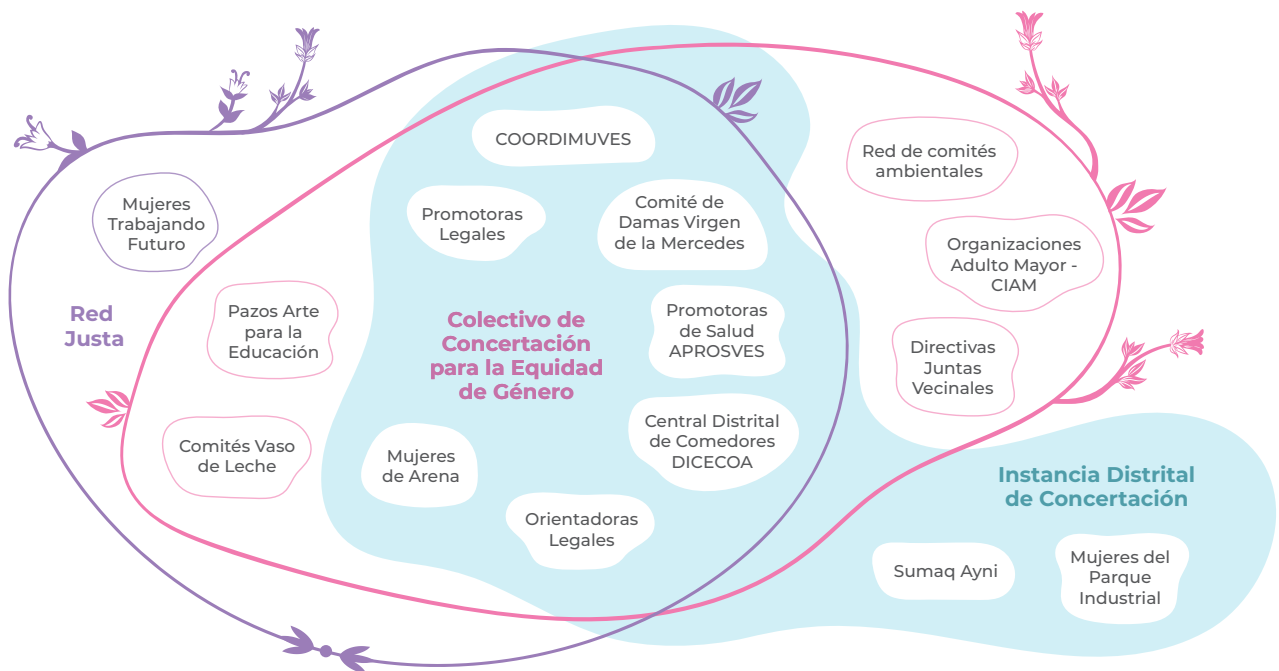 COORDIMUVES
Promotoras
Legales
Comité de
Damas Virgen
de la Mercedes
Red de comités
ambientales
Mujeres
Trabajando
Futuro
Organizaciones
Adulto Mayor -
CIAM
Red
Justa
Pazos Arte
para la
Educación
Colectivo de
Concertación
para la Equidad
de Género
Promotoras
de Salud
APROSVES
Directivas
Juntas
Vecinales
Comités Vaso
de Leche
Mujeres
de Arena
Central Distrital
de Comedores
DICECOA
Orientadoras
Legales
Instancia Distrital
de Concertación
Sumaq Ayni
Mujeres del
Parque
Industrial